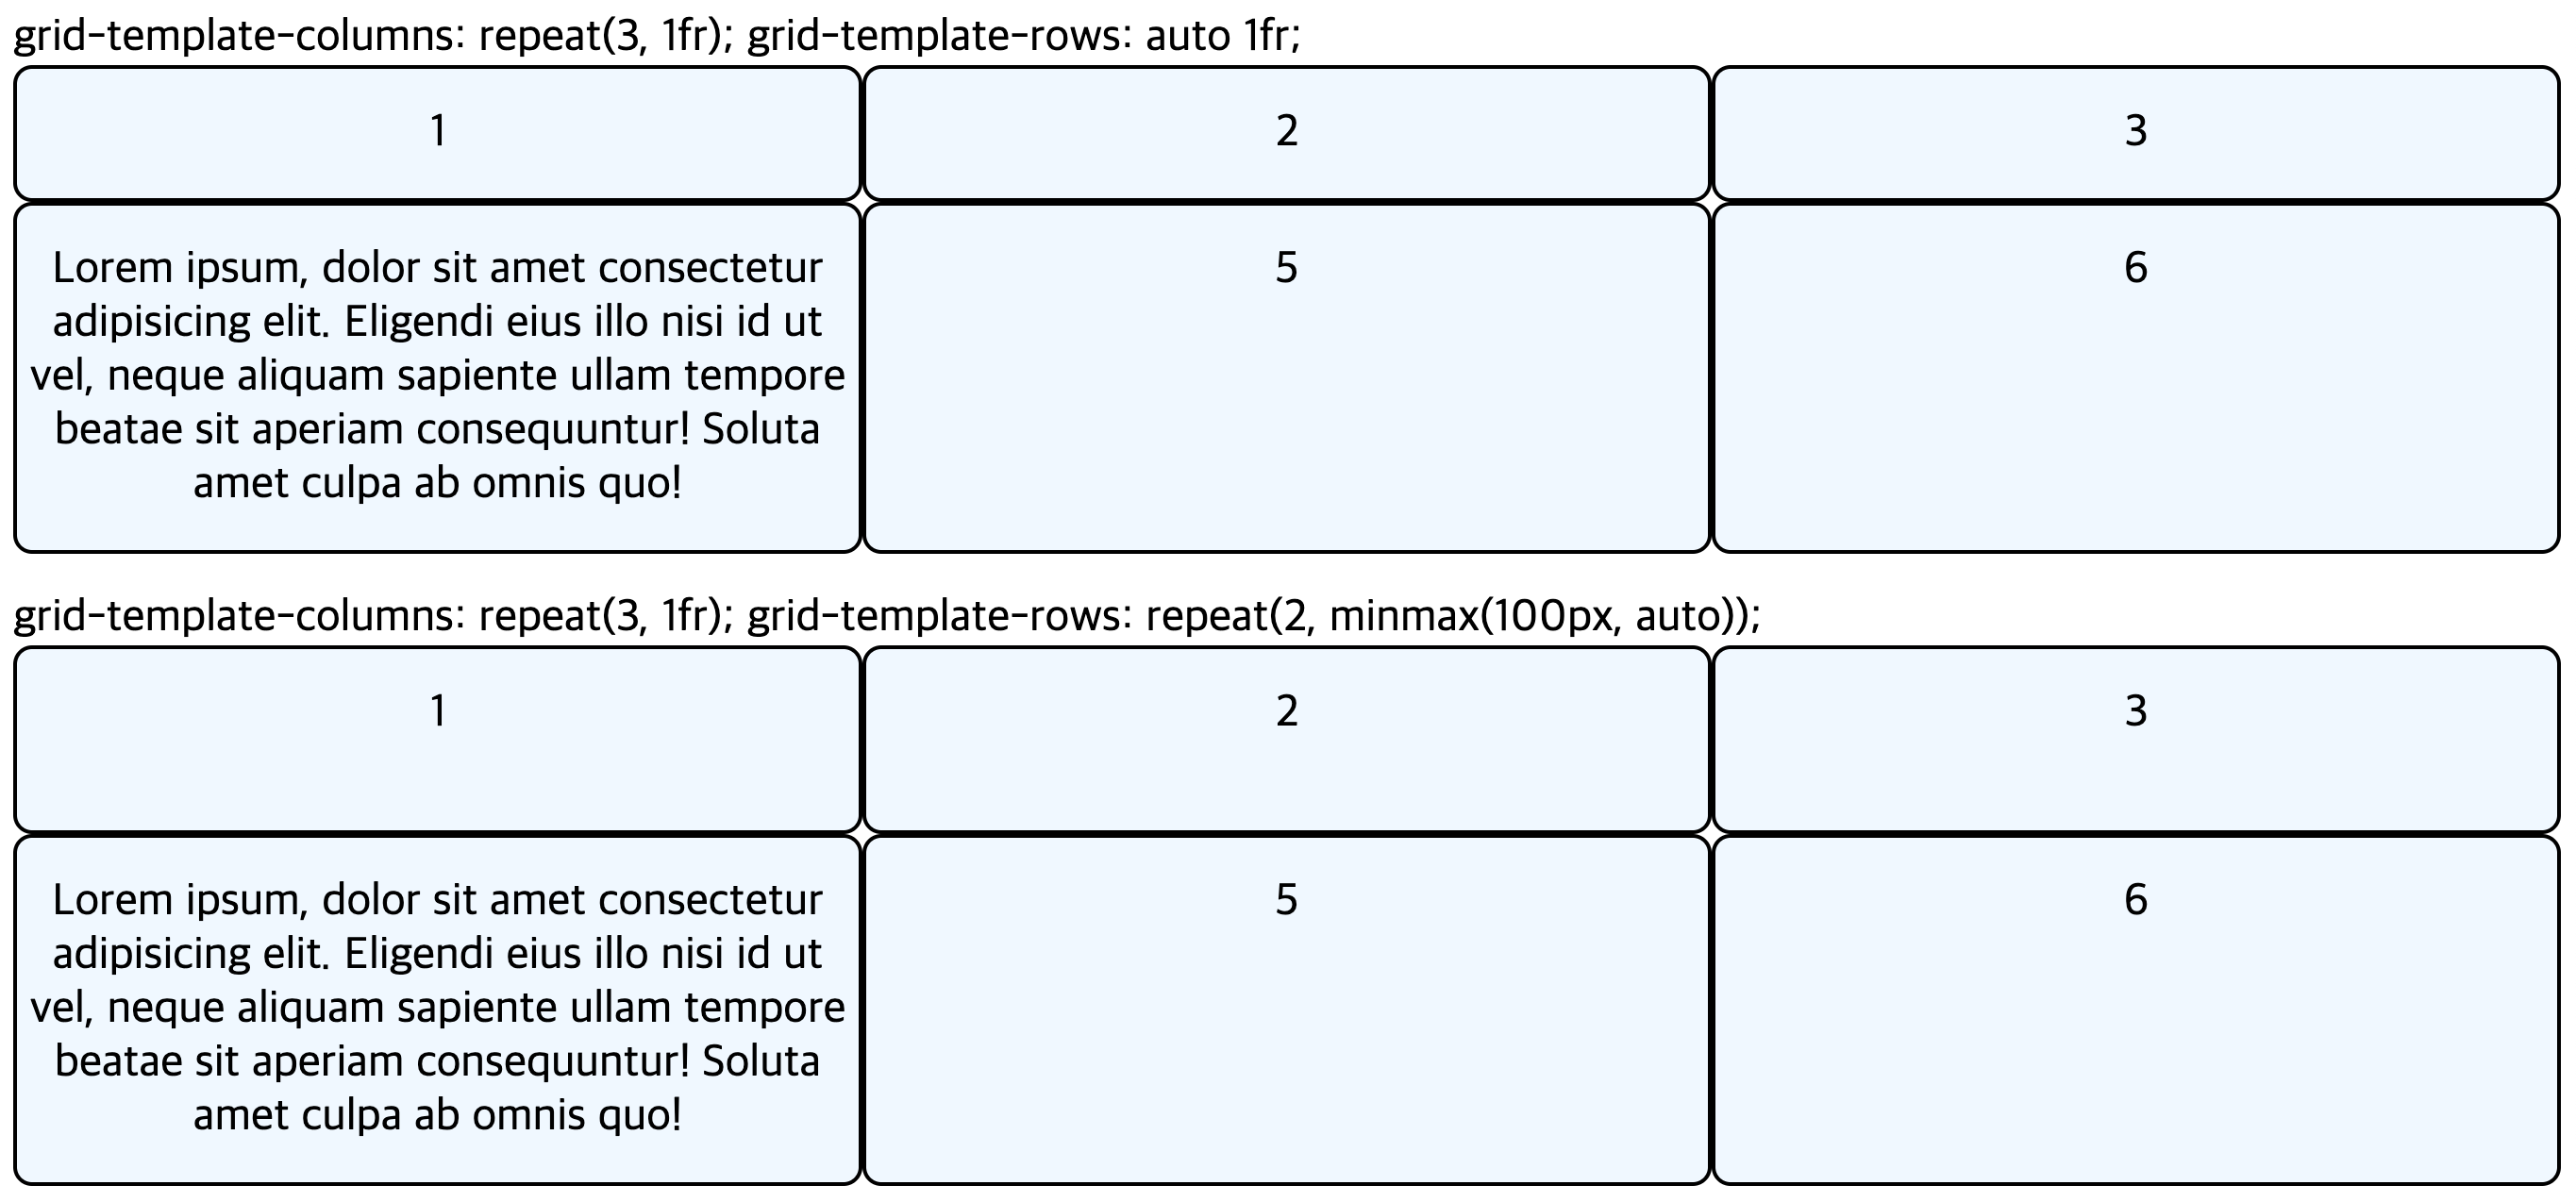 grid-template-columns: repeat(3, 1fr); grid-template-rows: auto 1fr;
1
2
3
Lorem ipsum, dolor sit amet consectetur
adipisicing elit. Eligendi eius illo nisi id ut
vel, neque aliquam sapiente ullam tempore
beatae sit aperiam consequuntur! Soluta
amet culpa ab omnis quo!
5
6
grid-template-columns: repeat(3, 1fr); grid-template-rows: repeat(2, minmax(100px, auto));
1
2
3
Lorem ipsum, dolor sit amet consectetur
adipisicing elit. Eligendi eius illo nisi id ut
vel, neque aliquam sapiente ullam tempore
beatae sit aperiam consequuntur! Soluta
amet culpa ab omnis quo!
5
6